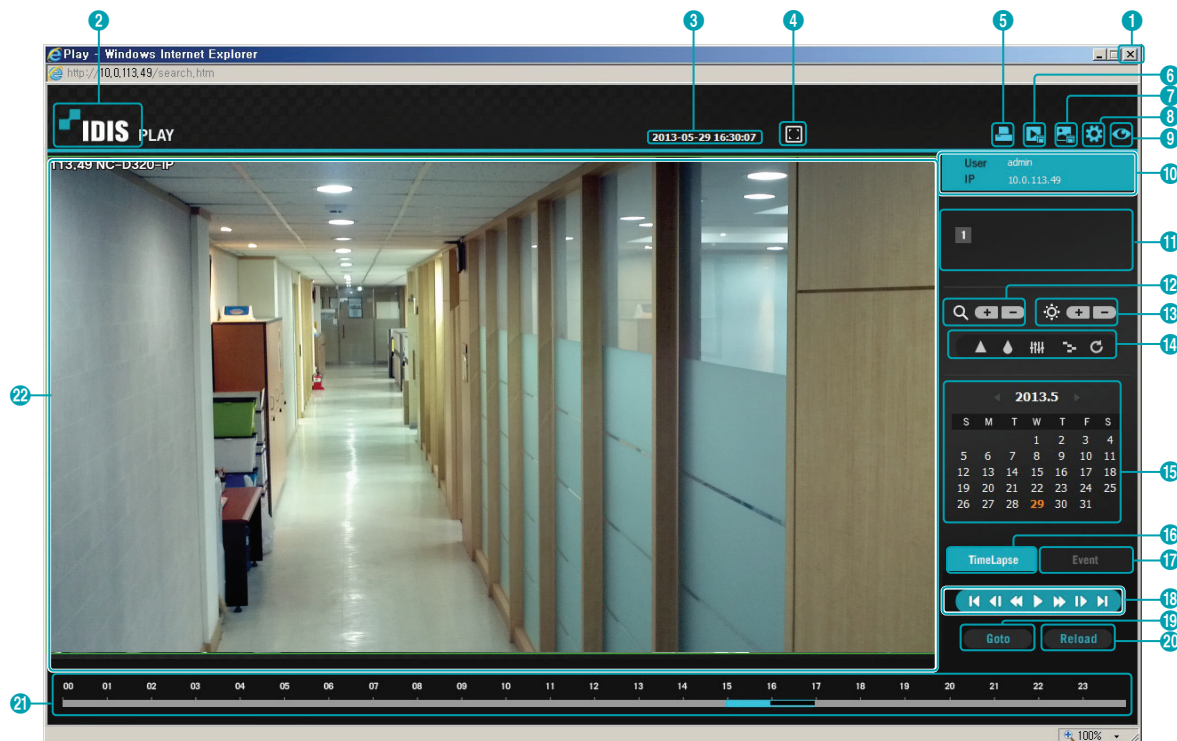 2
3
4
5
1
Play - Windows Internet Explorer
http://10,0,113,49/search,htm
6
7
8
9
IDIS PLAY
2013-05-29 16:30:07
113,49 NC-D320-IP
User admin
IP 10.0.113.49
10
1
11
12
13
14
2013.5
S M T W T F S
1 2 3 4
5 6 7 8 9 10 11
12 13 14 15 16 17 18
19 20 21 22 23 24 25
26 27 28 29 30 31
15
22
16
TimeLapse
Event
17
18
19
Goto
Reload
20
00 01 02 03 04 05 06 07 08 09 10 11 12 13 14 15 16 17 18 19 20 21 22 23
21
100%